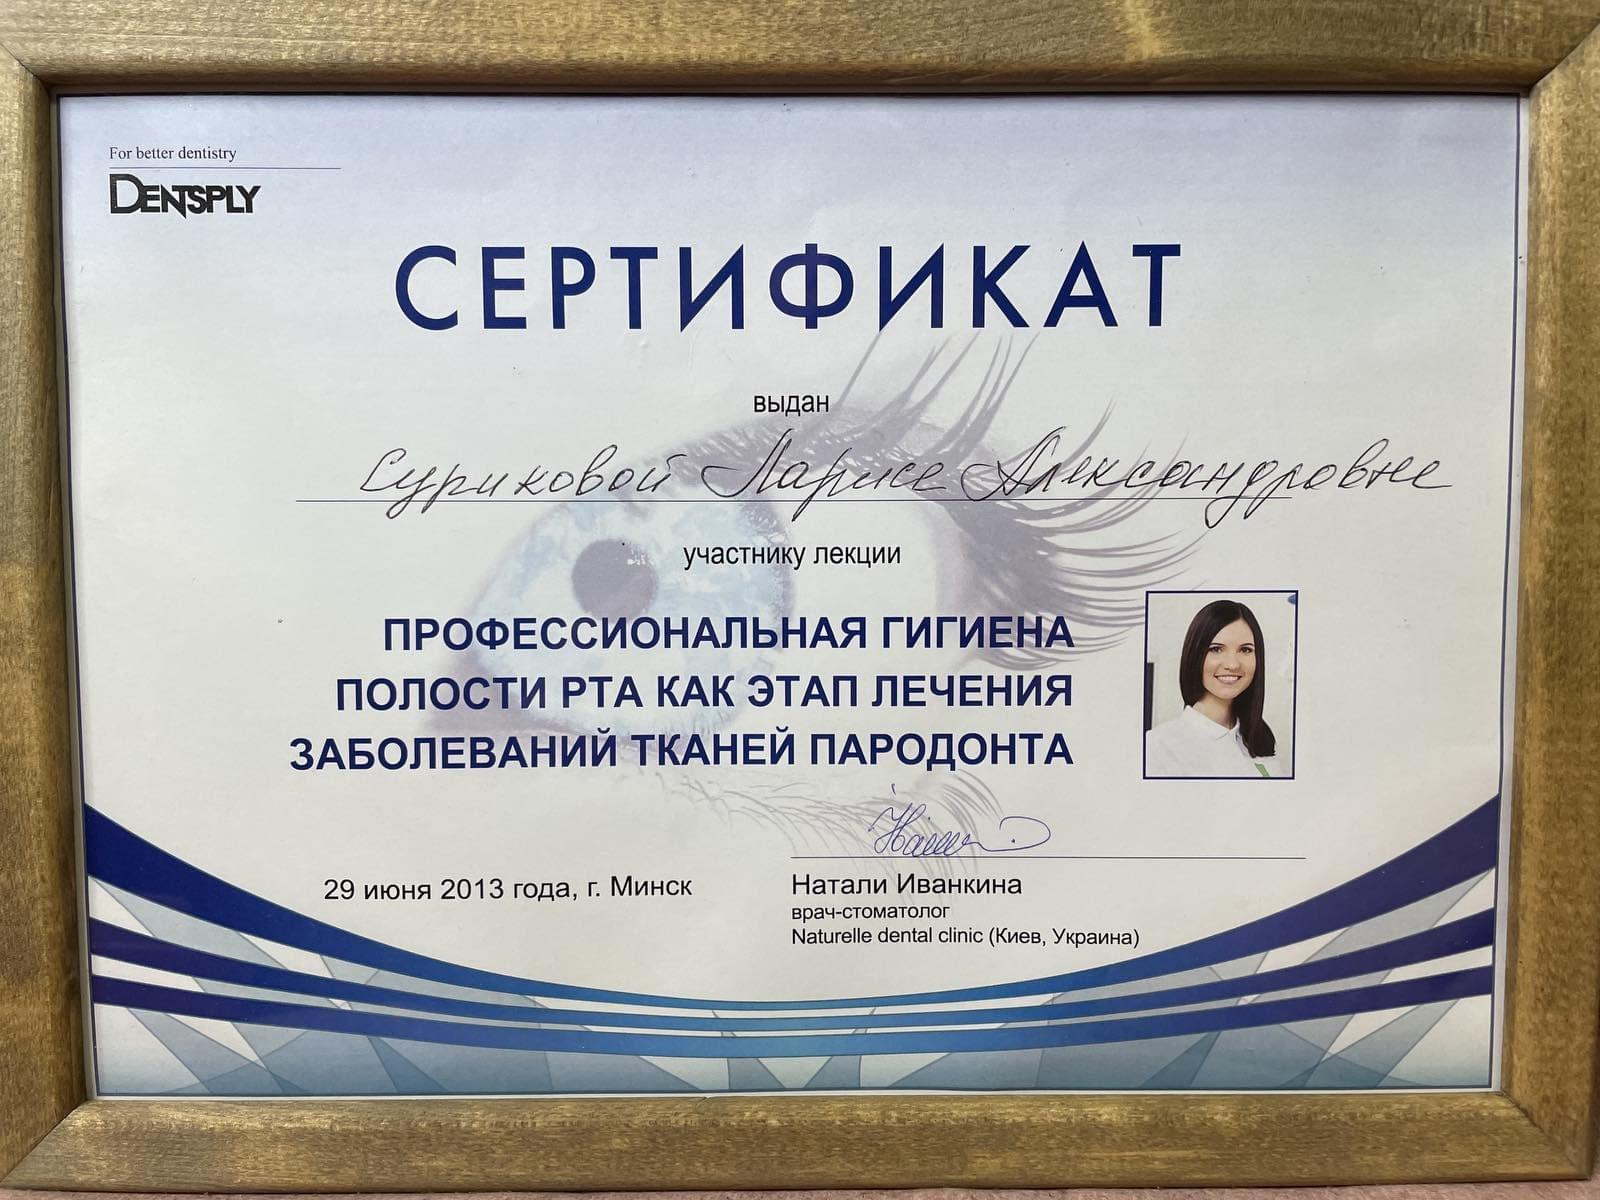 For better dentistry
DENTSPLY
СЕРТИФИКАТ
выдан
Суриковой Ларисе Александровне
участнику лекции
ПРОФЕССИОНАЛЬНАЯ ГИГИЕНА
ПОЛОСТИ РТА КАК ЭТАП ЛЕЧЕНИЯ
ЗАБОЛЕВАНИЙ ТКАНЕЙ ПАРОДОНТА
29 июня 2013 года, г. Минск
Натали Иванкина
врач-стоматолог
Naturelle dental clinic (Киев, Украина)